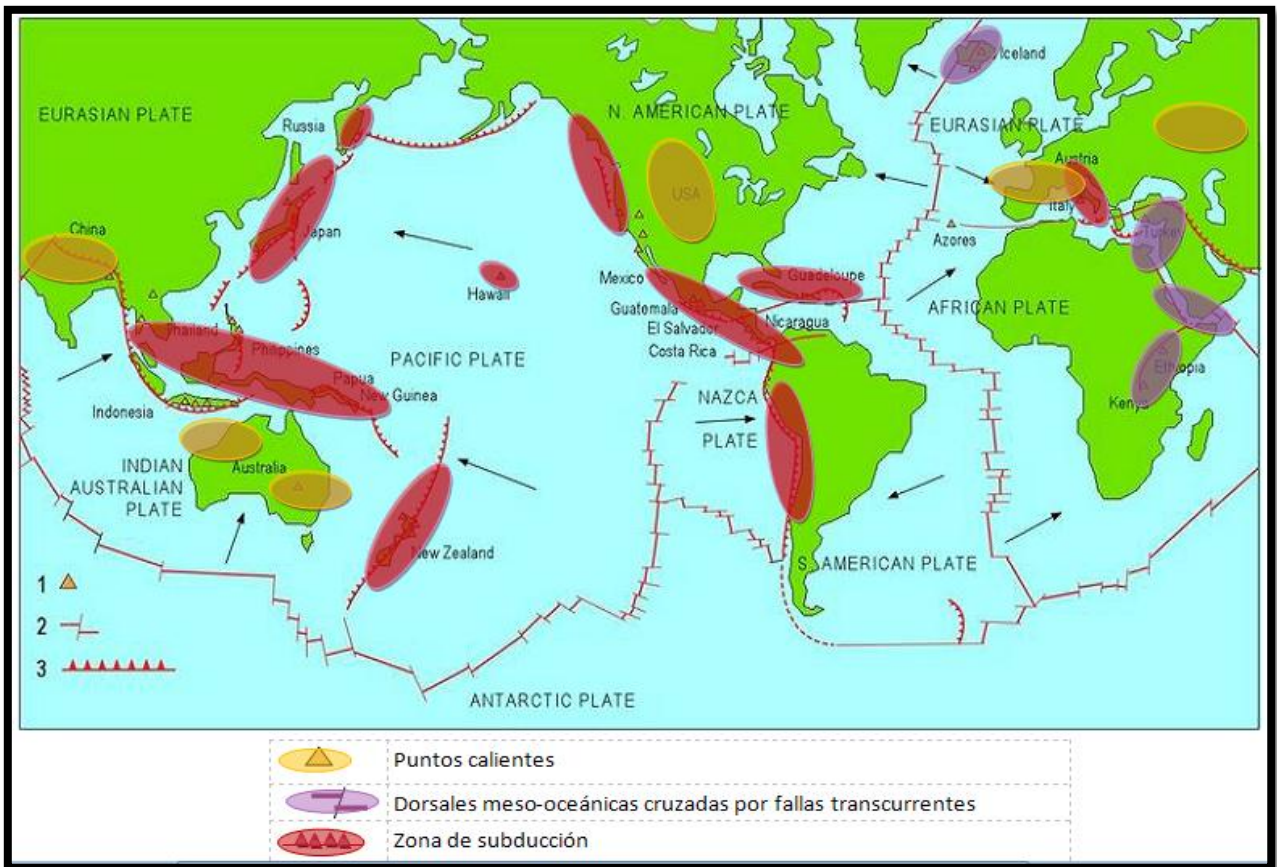 Iceland
EURASIAN PLATE
N. AMERICAN PLATE
EURASIAN PLATE
Russia
Austria
USA
Italy
China
Japan
Turkey
Azores
Mexico
Guadeloupe
Hawaii
Guatemala
AFRICAN PLATE
El Salvador
Nicaragua
Thailand
Philippines
Costa Rica
PACIFIC PLATE
Ethiopia
Papua
New Guinea
NAZCA
PLATE
Kenya
Indonesia
INDIAN
AUSTRALIAN
PLATE
Australia
New Zealand
S. AMERICAN PLATE
1
2
3
ANTARCTIC PLATE
Puntos calientes
Dorsales meso-oceánicas cruzadas por fallas transcurrentes
Zona de subducción